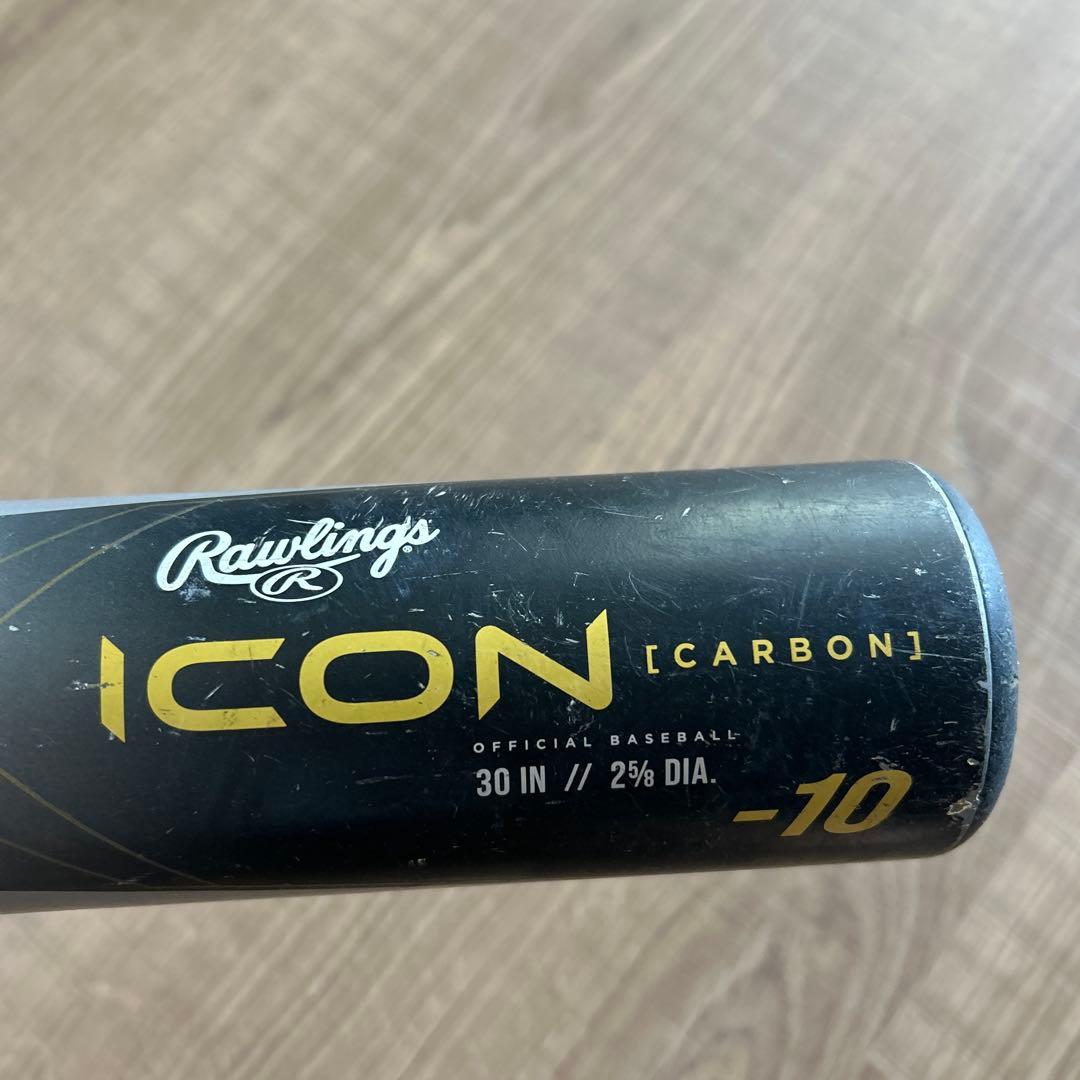 Rawlings®
R
ICON [CARBON]
OFFICIAL BASEBALL
30 IN // 2⅝ DIA.
-10